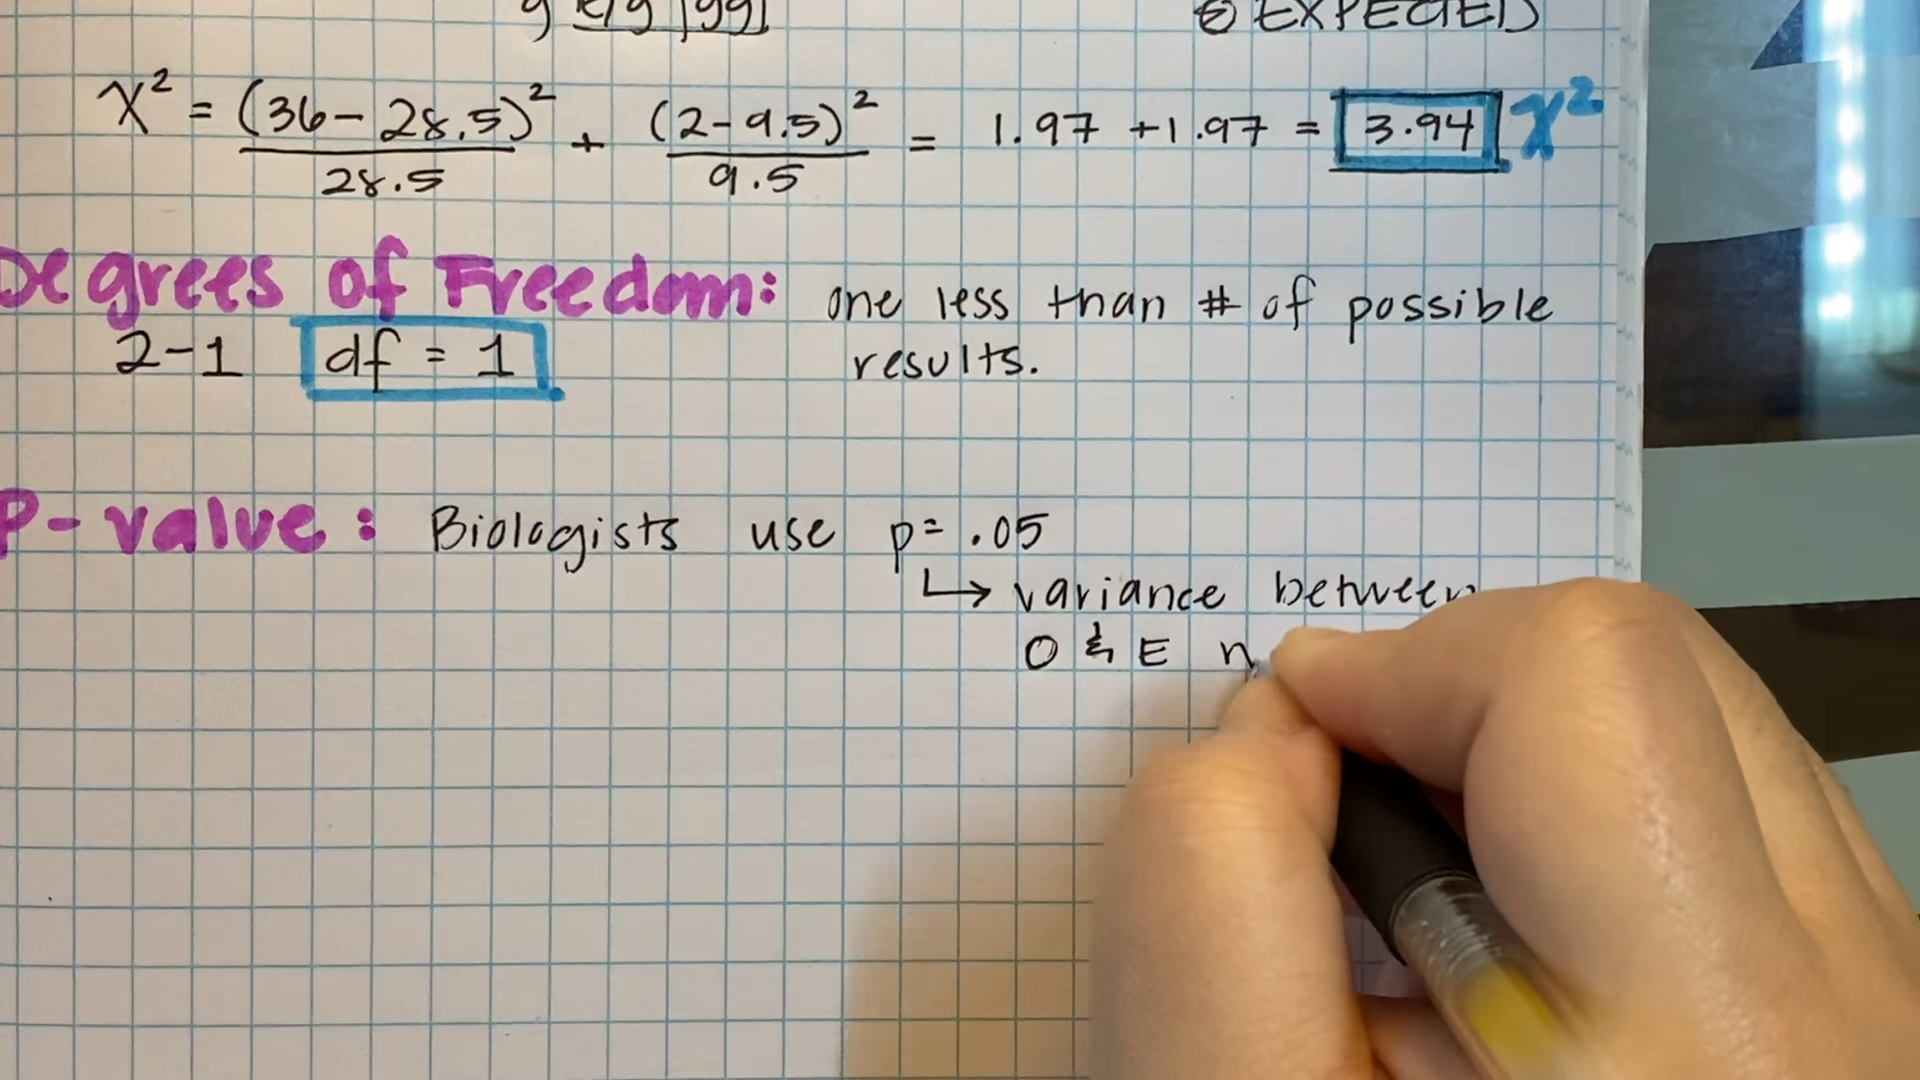 EXPECTED
χ² = (36 - 28.5)² / 28.5 + (2 - 9.5)² / 9.5 = 1.97 + 1.97 = 3.94 χ²
Degrees of Freedom: one less than # of possible
results.
2-1 df = 1
P-value: Biologists use p= .05
↳ variance between
O & E